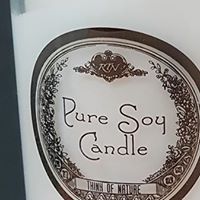 Pure Soy
Candle
THINK OF NATURE